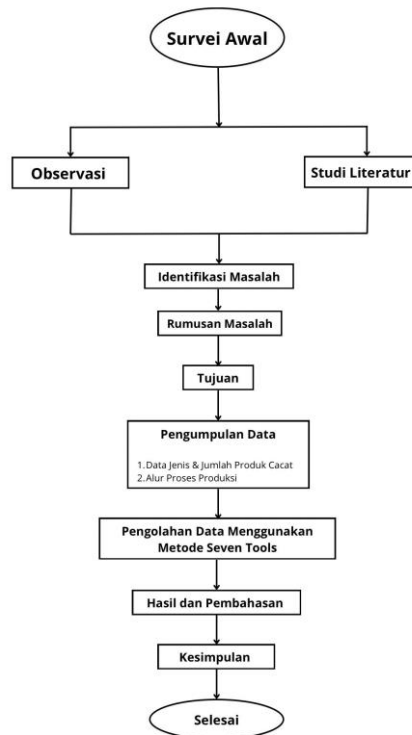 Survei Awal
Observasi
Studi Literatur
Identifikasi Masalah
Rumusan Masalah
Tujuan
Pengumpulan Data
1.Data Jenis & Jumlah Produk Cacat
2.Alur Proses Produksi
Pengolahan Data Menggunakan
Metode Seven Tools
Hasil dan Pembahasan
Kesimpulan
Selesai